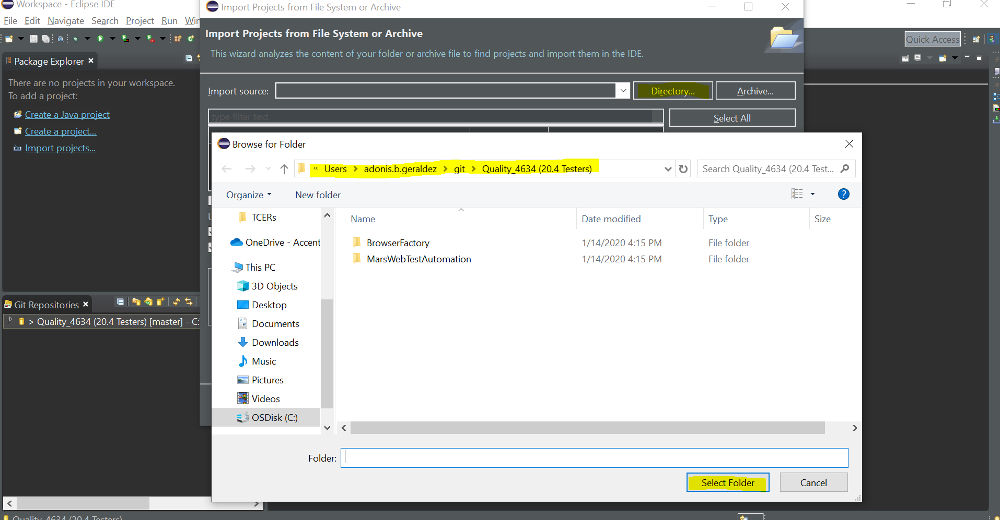 Workspace - Eclipse IDE
File Edit Navigate Search Project Run
Quick Access
Package Explorer
There are no projects in your workspace.
To add a project:
Create a Java project
Create a project...
Import projects...
Git Repositories
> Quality_4634 (20.4 Testers) [master] - C:
Quality_4634 (20.4 Testers)
Import Projects from File System or Archive
Import Projects from File System or Archive
This wizard analyzes the content of your folder or archive file to find projects and import them in the IDE.
Import source:
Directory...
Archive...
type filter text
Select All
Browse for Folder
« Users > adonis.b.geraldez > git > Quality_4634 (20.4 Testers)
Search Quality_4634 (20.4 Test...
Organize
New folder
?
TCERs
OneDrive - Accent
This PC
3D Objects
Desktop
Documents
Downloads
Music
Pictures
Videos
OSDisk (C:)
Name Date modified Type Size
BrowserFactory 1/14/2020 4:15 PM File folder
MarsWebTestAutomation 1/14/2020 4:15 PM File folder
Folder:
Select Folder
Cancel